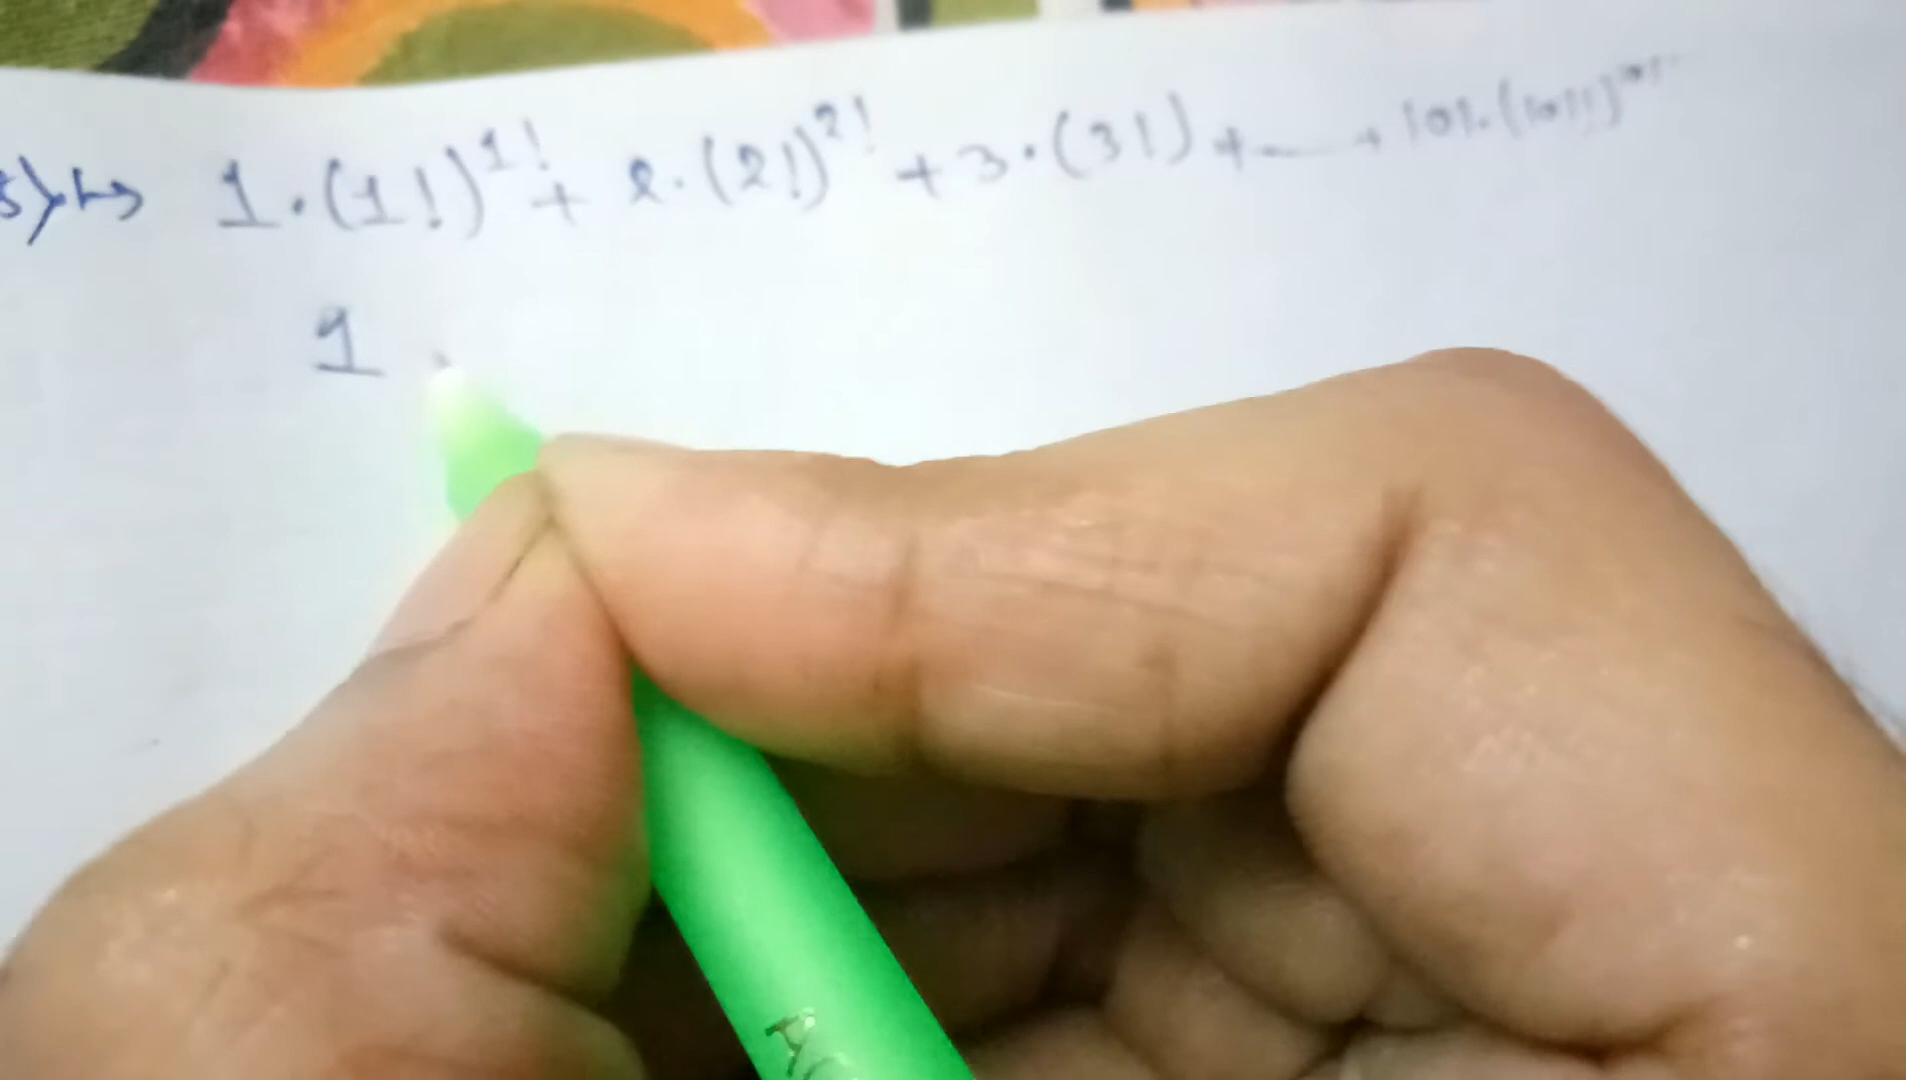 5) ↦ 1·(1!)^1! + 2·(2!)^2! + 3·(3!) + — + 101·(101!)^101!
1 ·